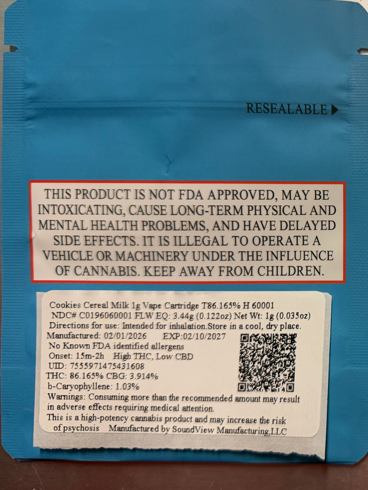 RESEALABLE
THIS PRODUCT IS NOT FDA APPROVED, MAY BE
INTOXICATING, CAUSE LONG-TERM PHYSICAL AND
MENTAL HEALTH PROBLEMS, AND HAVE DELAYED
SIDE EFFECTS. IT IS ILLEGAL TO OPERATE A
VEHICLE OR MACHINERY UNDER THE INFLUENCE
OF CANNABIS. KEEP AWAY FROM CHILDREN.
Cookies Cereal Milk 1g Vape Cartridge T86.165% H 60001
NDC# C0196060001 FLW EQ: 3.44g (0.122oz) Net Wt: 1g (0.035oz)
Directions for use: Intended for inhalation.Store in a cool, dry place.
Manufactured: 02/01/2026 EXP:02/10/2027
No Known FDA identified allergens
Onset: 15m-2h High THC, Low CBD
UID: 7555971475431608
THC: 86.165% CBG: 3.914%
b-Caryophyllene: 1.03%
Warnings: Consuming more than the recommended amount may result
in adverse effects requiring medical attention.
This is a high-potency cannabis product and may increase the risk
of psychosis Manufactured by SoundView Manufacturing,LLC